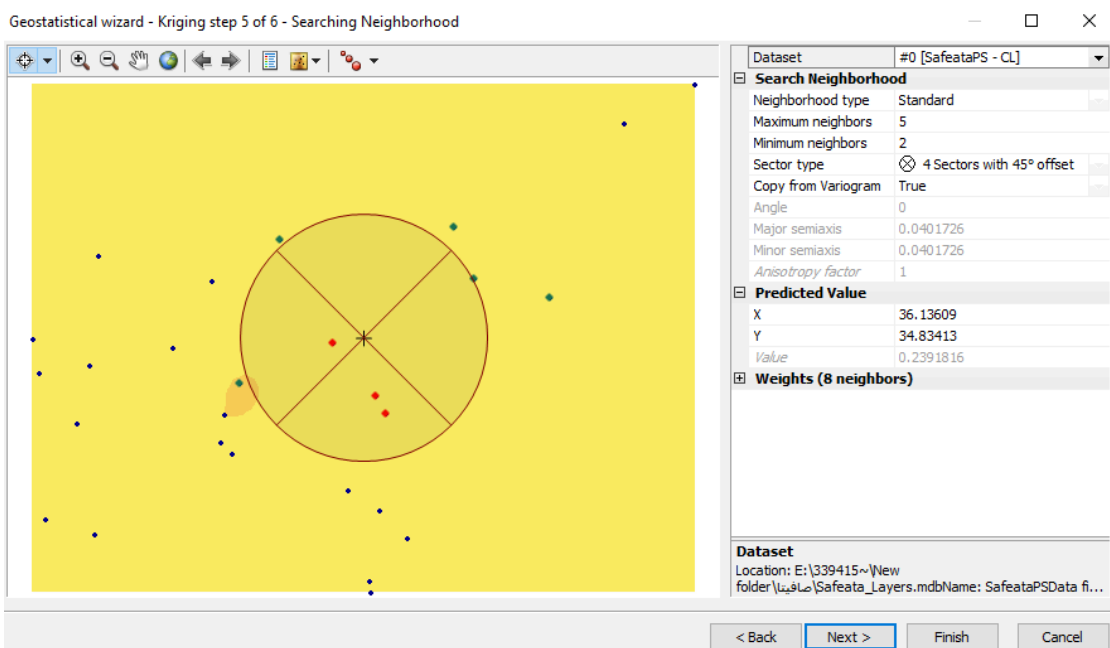 Geostatistical wizard - Kriging step 5 of 6 - Searching Neighborhood
Dataset #0 [SafeataPS - CL]
Search Neighborhood
Neighborhood type Standard
Maximum neighbors 5
Minimum neighbors 2
Sector type 4 Sectors with 45° offset
Copy from Variogram True
Angle 0
Major semiaxis 0.0401726
Minor semiaxis 0.0401726
Anisotropy factor 1
Predicted Value
X 36.13609
Y 34.83413
Value 0.2391816
Weights (8 neighbors)
Dataset
Location: E:\339415~\New
folder\صافيتا\Safeata_Layers.mdbName: SafeataPSData fi...
< Back Next > Finish Cancel